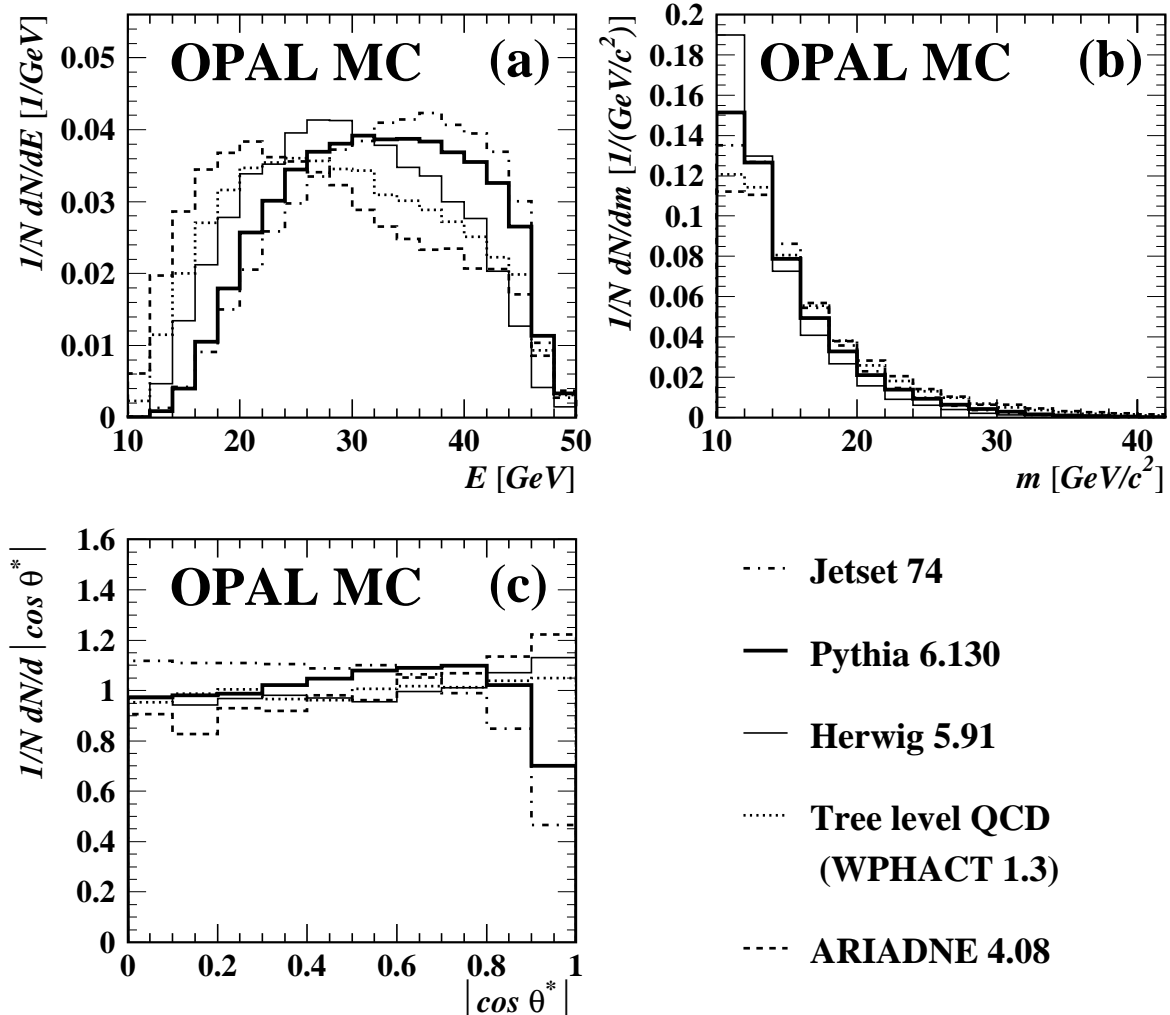 OPAL MC (a)
1/N dN/dE [1/GeV]
0.05
0.04
0.03
0.02
0.01
0
10 20 30 40 50
E [GeV]
OPAL MC (b)
1/N dN/dm [1/(GeV/c²)]
0.2
0.18
0.16
0.14
0.12
0.1
0.08
0.06
0.04
0.02
0
10 20 30 40
m [GeV/c²]
OPAL MC (c)
1/N dN/d |cos θ*|
1.6
1.4
1.2
1
0.8
0.6
0.4
0.2
0
0 0.2 0.4 0.6 0.8 1
|cos θ*|
Jetset 74
Pythia 6.130
Herwig 5.91
Tree level QCD
(WPHACT 1.3)
ARIADNE 4.08